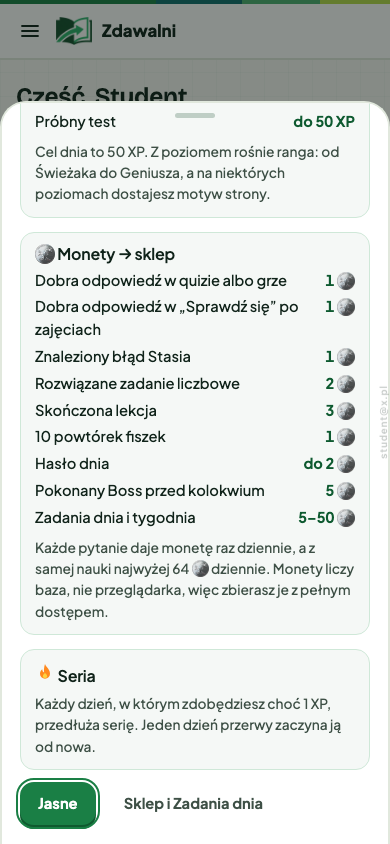 Zdawalni
Cześć, Student
Próbny test do 50 XP
Cel dnia to 50 XP. Z poziomem rośnie ranga: od
Świeżaka do Geniusza, a na niektórych
poziomach dostajesz motyw strony.
Monety → sklep
Dobra odpowiedź w quizie albo grze 1
Dobra odpowiedź w „Sprawdź się” po 1
zajęciach
Znaleziony błąd Stasia 1
Rozwiązane zadanie liczbowe 2
Skończona lekcja 3
10 powtórek fiszek 1
Hasło dnia do 2
Pokonany Boss przed kolokwium 5
Zadania dnia i tygodnia 5–50
Każde pytanie daje monetę raz dziennie, a z
samej nauki najwyżej 64 dziennie. Monety liczy
baza, nie przeglądarka, więc zbierasz je z pełnym
dostępem.
Seria
Każdy dzień, w którym zdobędziesz choć 1 XP,
przedłuża serię. Jeden dzień przerwy zaczyna ją
od nowa.
Jasne Sklep i Zadania dnia
student@x.pl